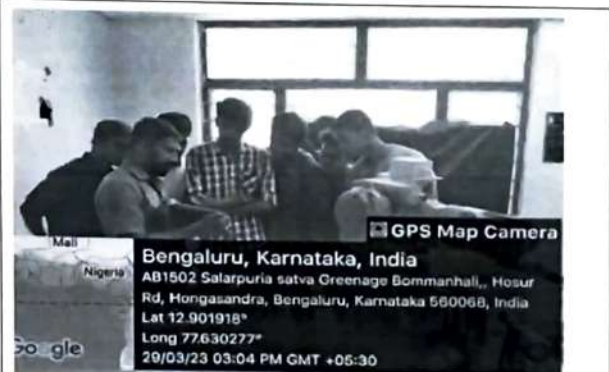 GPS Map Camera
Mali
Nigeria
Google
Bengaluru, Karnataka, India
AB1502 Salarpuria satva Greenage Bommanhali,, Hosur
Rd, Hongasandra, Bengaluru, Karnataka 560068, India
Lat 12.901918°
Long 77.630277°
29/03/23 03:04 PM GMT +05:30